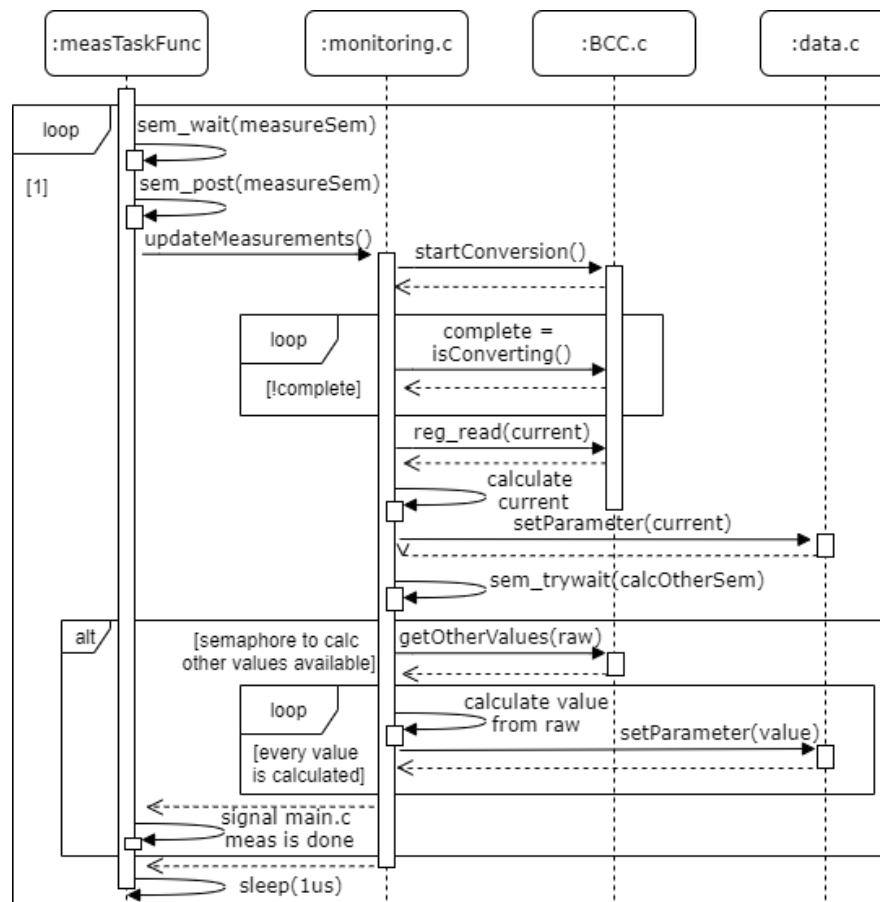 :measTaskFunc
:monitoring.c
:BCC.c
:data.c
loop
sem_wait(measureSem)
[1]
sem_post(measureSem)
updateMeasurements()
startConversion()
loop
complete =
isConverting()
[!complete]
reg_read(current)
calculate
current
setParameter(current)
sem_trywait(calcOtherSem)
alt
[semaphore to calc
other values available]
getOtherValues(raw)
loop
calculate value
from raw
[every value
is calculated]
setParameter(value)
signal main.c
meas is done
sleep(1us)